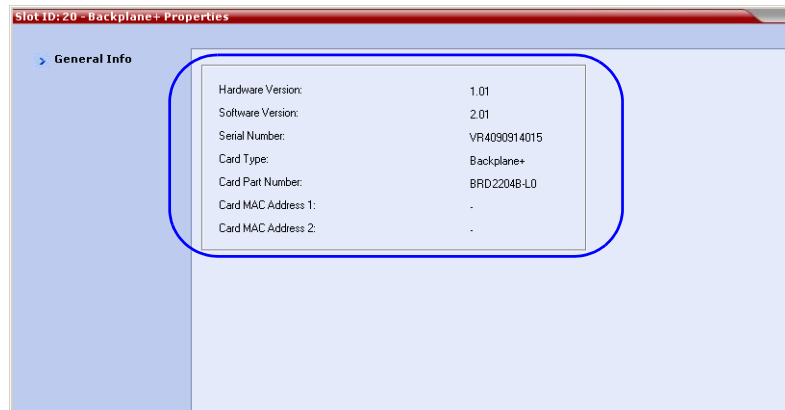 Slot ID: 20 - Backplane+ Properties
General Info
Hardware Version: 1.01
Software Version: 2.01
Serial Number: VR4090914015
Card Type: Backplane+
Card Part Number: BRD2204B-L0
Card MAC Address 1: -
Card MAC Address 2: -